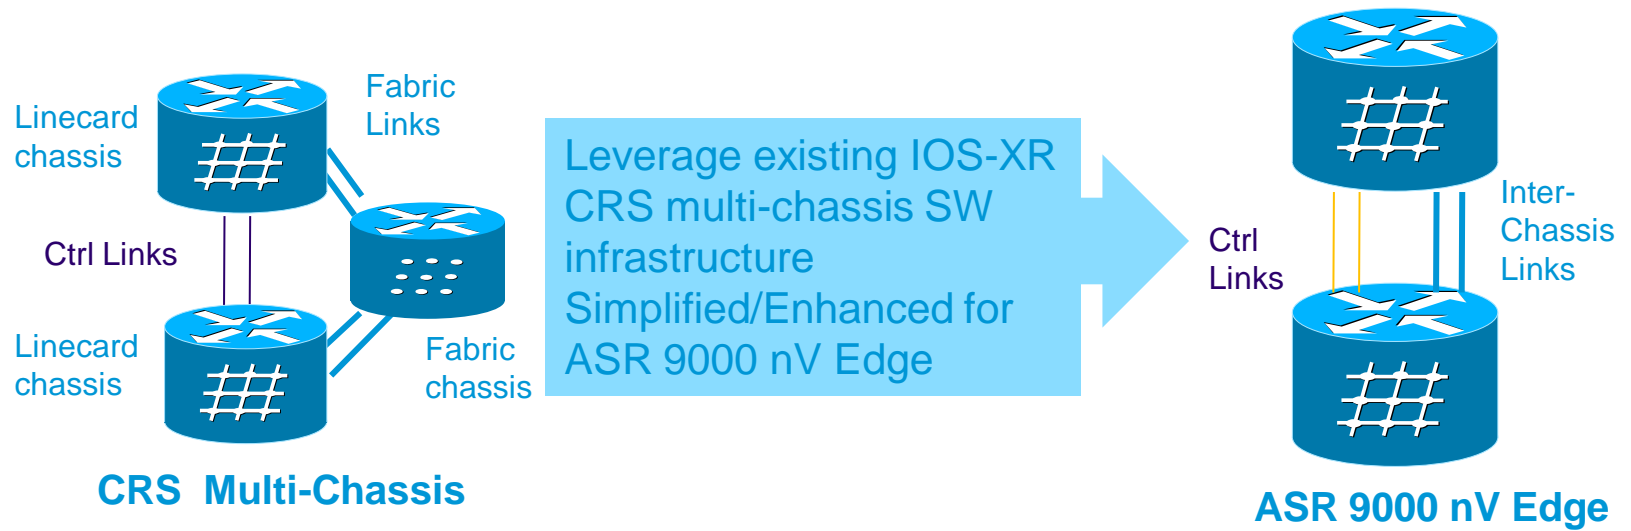 Linecard
chassis
Fabric
Links
Ctrl Links
Linecard
chassis
Fabric
chassis
CRS Multi-Chassis
Leverage existing IOS-XR
CRS multi-chassis SW
infrastructure
Simplified/Enhanced for
ASR 9000 nV Edge
Ctrl
Links
Inter-
Chassis
Links
ASR 9000 nV Edge